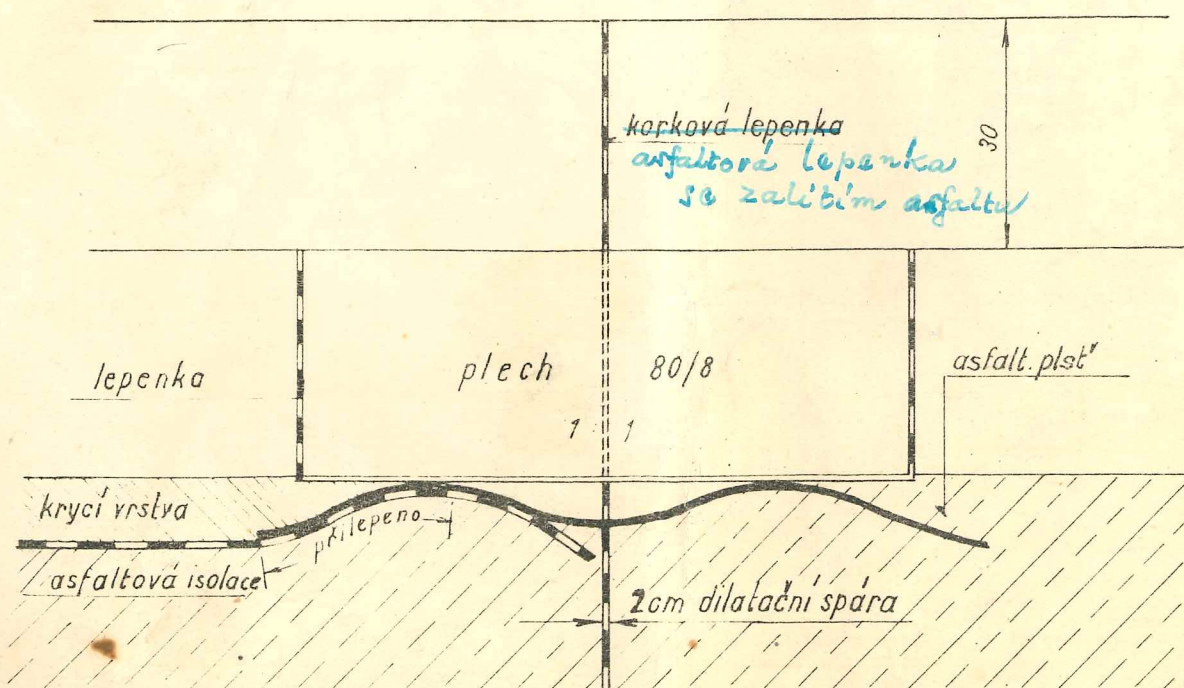 korková lepenka
asfaltová lepenka
se zalitím asfaltu
30
lepenka
plech 80/8
asfalt. plsť
1 : 1
krycí vrstva
přilepeno
asfaltová isolace
2cm dilatační spára